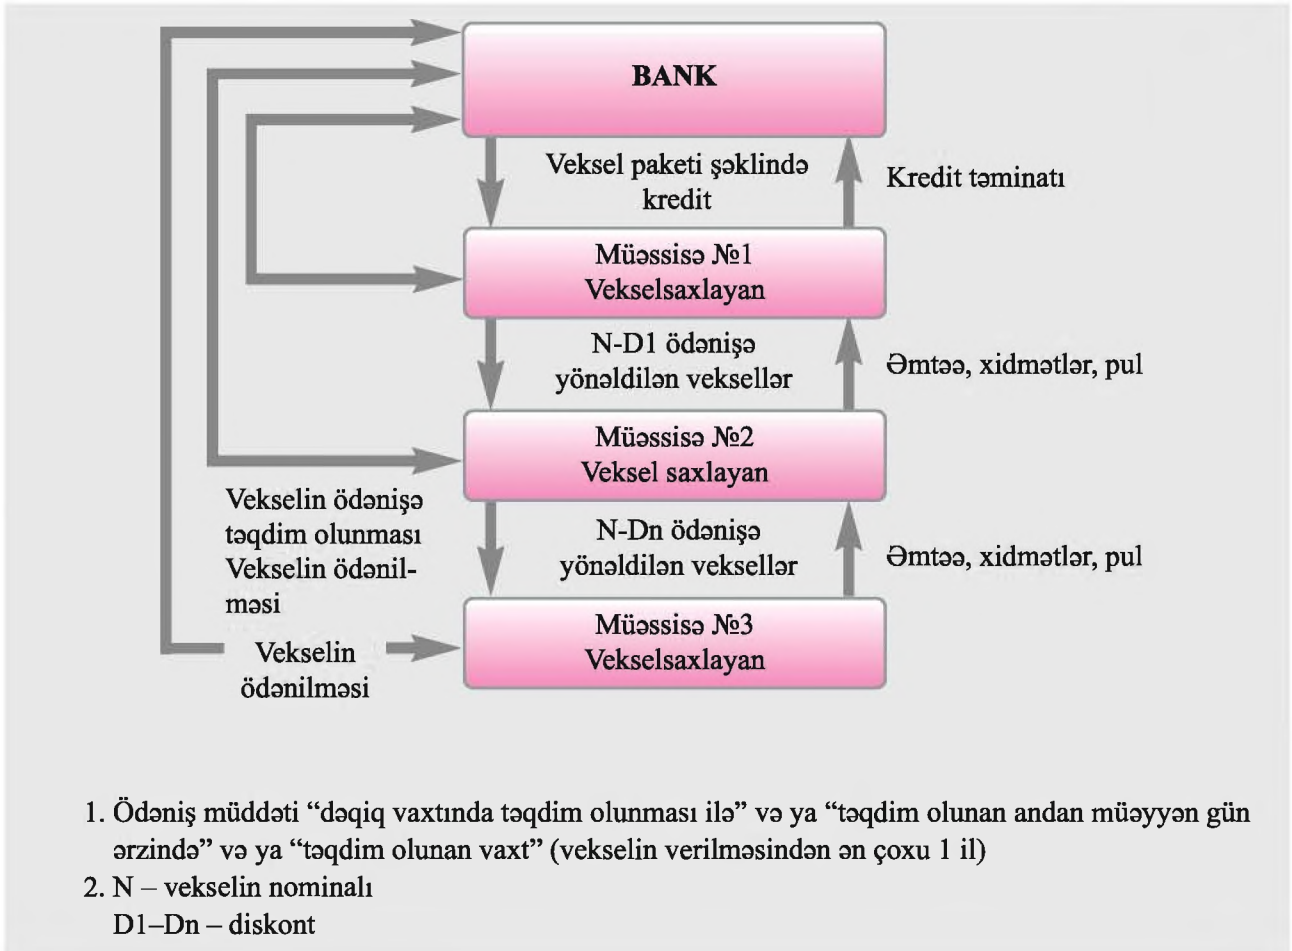 BANK
Veksel paketi şəklində
kredit
Kredit təminatı
Müəssisə №1
Vekselsaxlayan
N-D1 ödənişə
yönəldilən veksellər
Əmtəə, xidmətlər, pul
Müəssisə №2
Veksel saxlayan
Vekselin ödənişə
təqdim olunması
Vekselin ödənil-
məsi
N-Dn ödənişə
yönəldilən veksellər
Əmtəə, xidmətlər, pul
Müəssisə №3
Vekselsaxlayan
Vekselin
ödənilməsi
1. Ödəniş müddəti “dəqiq vaxtında təqdim olunması ilə” və ya “təqdim olunan andan müəyyən gün
ərzində” və ya “təqdim olunan vaxt” (vekselin verilməsindən ən çoxu 1 il)
2. N – vekselin nominalı
D1–Dn – diskont